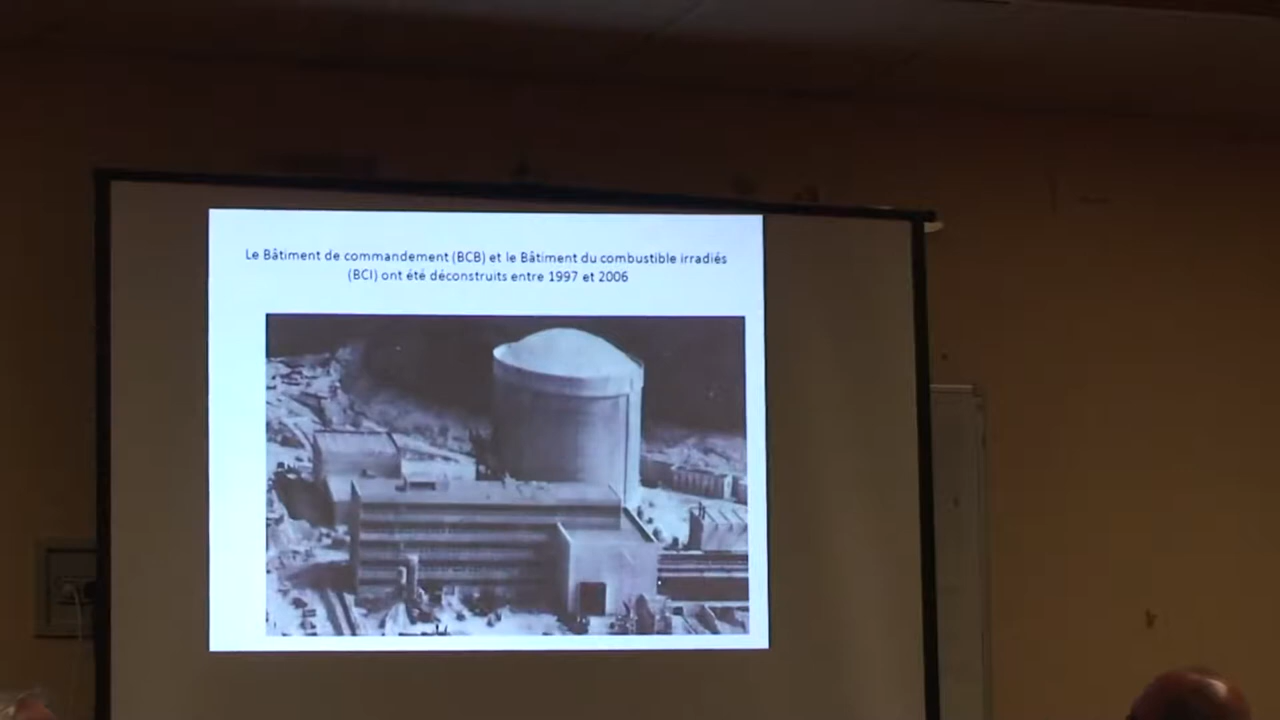 Le Bâtiment de commandement (BCB) et le Bâtiment du combustible irradiés
(BCI) ont été déconstruits entre 1997 et 2006